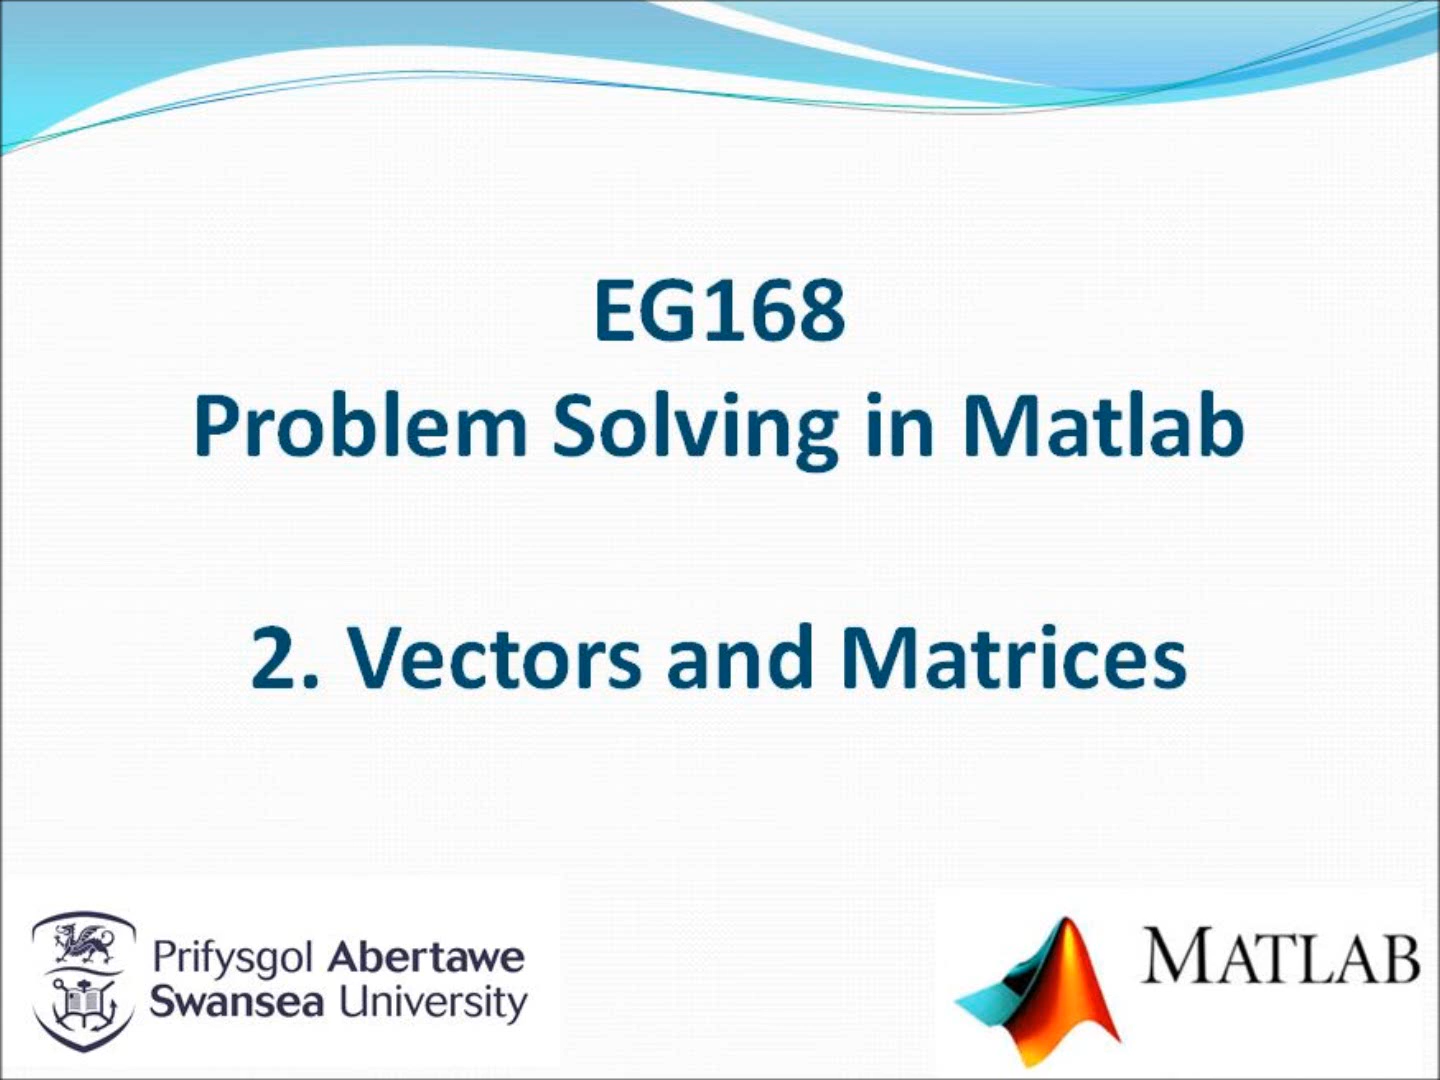 EG168
Problem Solving in Matlab
2. Vectors and Matrices
Prifysgol Abertawe
Swansea University
MATLAB